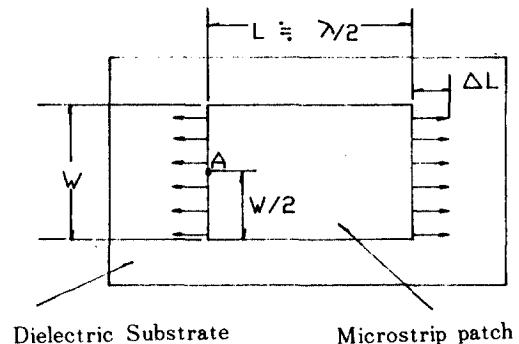 L ≒ λ/2
ΔL
A
W
W/2
Dielectric Substrate
Microstrip patch